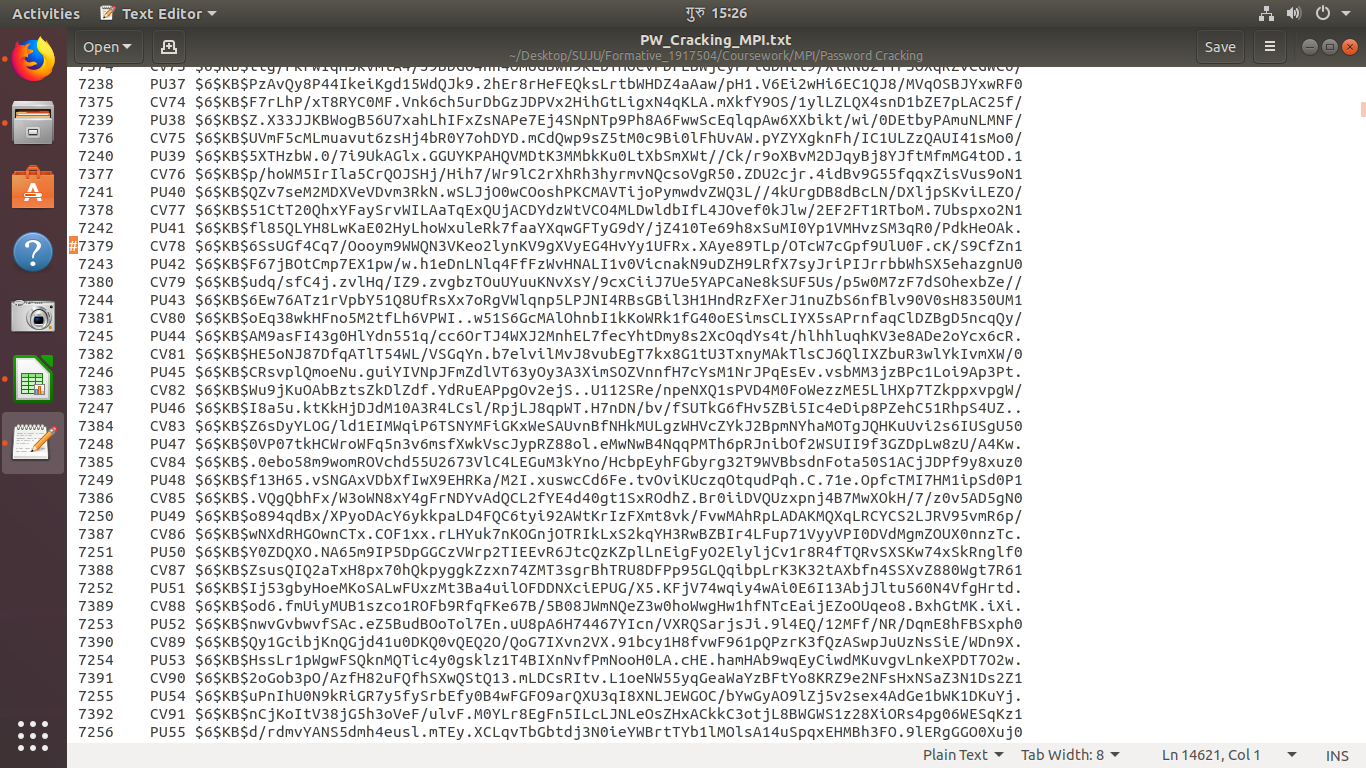 Activities Text Editor गुरु 15:26
Open PW_Cracking_MPI.txt Save
~/Desktop/SUJU/Formative_1917504/Coursework/MPI/Password Cracking
7238 PU37 $6$KB$PzAvQy8P44IkeiKgd15WdQJk9.2hEr8rHeFEQksLrtbWHDZ4aAaw/pH1.V6Ei2wHi6EC1QJ8/MVqOSBJYxwRF0
7375 CV74 $6$KB$F7rLhP/xT8RYC0MF.Vnk6ch5urDbGzJDPVx2HihGtLigxN4qKLA.mXkfY9OS/1ylLZLQX4snD1bZE7pLAC25f/
7239 PU38 $6$KB$Z.X33JJKBWogB56U7xahLhIFxZsNAPe7Ej4SNpNTp9Ph8A6FwwScEqlqpAw6XXbikt/wi/0DEtbyPAmuNLMNF/
7376 CV75 $6$KB$UVmF5cMLmuavut6zsHj4bR0Y7ohDYD.mCdQwp9sZ5tM0c9Bi0lFhUvAW.pYZYXgknFh/IC1ULZzQAUI41sMo0/
7240 PU39 $6$KB$5XTHzbW.0/7i9UkAGlx.GGUYKPAHQVMDtK3MMbkKu0LtXbSmXWt//Ck/r9oXBvM2DJqyBj8YJftMfmMG4tOD.1
7377 CV76 $6$KB$p/hoWM5IrIla5CrQOJSHj/Hih7/Wr9lC2rXhRh3hyrmvNQcsoVgR50.ZDU2cjr.4idBv9G55fqqxZisVus9oN1
7241 PU40 $6$KB$QZv7seM2MDXVeVDvm3RkN.wSLJjO0wCOoshPKCMAVTijoPymwdvZWQ3L//4kUrgDB8dBcLN/DXljpSKviLEZO/
7378 CV77 $6$KB$51CtT20QhxYFaySrvWILAaTqExQUjACDYdzWtVCO4MLDwldbIfL4JOvef0kJlw/2EF2FT1RTboM.7Ubspxo2N1
7242 PU41 $6$KB$fl85QLYH8LwKaE02HyLhoWxuleRk7faaYXqwGFTyG9dY/jZ410Te69h8xSuMI0Yp1VMHvzSM3qR0/PdkHeOAk.
#7379 CV78 $6$KB$6SsUGf4Cq7/Oooym9WWQN3VKeo2lynKV9gXVyEG4HvYy1UFRx.XAye89TLp/OTcW7cGpf9UlU0F.cK/S9CfZn1
7243 PU42 $6$KB$F67jBOtCmp7EX1pw/w.h1eDnLNlq4FfFzWvHNALI1v0VicnakN9uDZH9LRfX7syJriPIJrrbbWhSX5ehazgnU0
7380 CV79 $6$KB$udq/sfC4j.zvlHq/IZ9.zvgbzTOuUYuuKNvXsY/9cxCiiJ7Ue5YAPCaNe8kSUF5Us/p5w0M7zF7dSOhexbZe//
7244 PU43 $6$KB$6Ew76ATz1rVpbY51Q8UfRsXx7oRgVWlqnp5LPJNI4RBsGBil3H1HndRzFXerJ1nuZbS6nfBlv90V0sH8350UM1
7381 CV80 $6$KB$oEq38wkHFno5M2tfLh6VPWI..w51S6GcMAlOhnbI1kKoWRk1fG40oESimsCLIYX5sAPrnfaqClDZBgD5ncqQy/
7245 PU44 $6$KB$AM9asFI43g0HlYdn551q/cc6OrTJ4WXJ2MnhEL7fecYhtDmy8s2XcOqdYs4t/hlhhluqhKV3e8ADe2oYcx6cR.
7382 CV81 $6$KB$HE5oNJ87DfqATlT54WL/VSGqYn.b7elvilMvJ8vubEgT7kx8G1tU3TxnyMAkTlsCJ6QlIXZbuR3wlYkIvmXW/0
7246 PU45 $6$KB$CRsvplQmoeNu.guiYIVNpJFmZdlVT63yOy3A3XimSOZVnnfH7cYsM1NrJPqEsEv.vsbMM3jzBPc1Loi9Ap3Pt.
7383 CV82 $6$KB$Wu9jKuOAbBztsZkDlZdf.YdRuEAPpgOv2ejS..U112SRe/npeNXQ1sPVD4M0FoWezzME5LlHXp7TZkppxvpgW/
7247 PU46 $6$KB$I8a5u.ktKkHjDJdM10A3R4LCsl/RpjLJ8qpWT.H7nDN/bv/fSUTkG6fHv5ZBi5Ic4eDip8PZehC51RhpS4UZ..
7384 CV83 $6$KB$Z6sDyYLOG/ld1EIMWqiP6TSNYMFiGKxWeSAUvnBfNHkMULgzWHVcZYkJ2BpmNYhaMOTgJQHkuUvi2s6IUSgU50
7248 PU47 $6$KB$0VP07tkHCWroWFq5n3v6msfXwkVscJypRZ88ol.eMwNwB4NqqPMThGphJnibOf2WSUII9f3iZDpLw8zU/A4Kw.
7385 CV84 $6$KB$.0ebo58m9womROVchd55U2673VlC4LEGuM3kYno/HcbpEyhFGbyrg32T9WVBbsdnFota50S1ACjJDPf9y8xuz0
7249 PU48 $6$KB$f13H65.vSNGAxVDbXfIwX9EHRKa/M2I.xuswcCd6Fe.tvOviKUczqOtqudPqh.C.71e.OpfcTMI7HM1ipSd0P1
7386 CV85 $6$KB$.VQgQbhFx/W3oWN8xY4gFrNDYvAdQCL2fYE4d40gt1SxROdhZ.Br0iiDVQUzxpnj4B7MwXOkH/7/z0v5AD5gN0
7250 PU49 $6$KB$o894qdBx/XPyoDAcY6ykkpaLD4FQC6tyi92AWtKrIzFXmt8vk/FvwMAhRpLADAKMQXqLRCYCS2LJRV95vmR6p/
7387 CV86 $6$KB$wNXdRHGOwnCTx.COF1xx.rLHYuk7nKOGnjOTRIkLxS2kqYH3RwBZBIr4LFup71VyyVPI0DVdMgmZOUX0nnzTc.
7251 PU50 $6$KB$Y0ZDQXO.NA65m9IP5DpGGCzVWrp2TIEEvR6JtcQzKZplLnEigFyO2ElyljCv1r8R4fTQRvSXSKw74xSkRnglf0
7388 CV87 $6$KB$ZsusQIQ2aTxH8px70hQkpyggkZzxn74ZMT3sgrBhTRU8DFPp95GLQqibpLrK3K32tAXbfn4SSXvZ880Wgt7R61
7252 PU51 $6$KB$Ij53gbyHoeMKoSALwFUxzMt3Ba4uilOFDDNXciEPUG/X5.KFjV74wqiy4wAi0E6I13AbjJltu560N4VfgHrtd.
7389 CV88 $6$KB$od6.fmUiyMUB1szco1ROFb9RfqFKe67B/5B08JWmNQeZ3w0hoWwgHw1hfNTcEaijEZoOUqeo8.BxhGtMK.iXi.
7253 PU52 $6$KB$nwvGvbwvfSAc.eZ5BudBOoTol7En.uU8pA6H74467YIcn/VXRQSarjsJi.9l4EQ/12MFf/NR/DqmE8hFBSxph0
7390 CV89 $6$KB$Qy1GcibjKnQGjd41u0DKQ0vQEQ2O/QoG7IXvn2VX.91bcy1H8fvwF961pQPzrK3fQzASwpJuUzNsSiE/WDn9X.
7254 PU53 $6$KB$HssLr1pWgwFSQknMQTic4y0gsklz1T4BIXnNvfPmNooH0LA.cHE.hamHAb9wqEyCiwdMKuvgvLnkeXPDT7O2w.
7391 CV90 $6$KB$2oGob3pO/AzfH82uFQfhSXwQStQ13.mLDCsRItv.L1oeNW55yqGeaWaYzBFtYo8KRZ9e2NFsHxNSaZ3N1Ds2Z1
7255 PU54 $6$KB$uPnIhU0N9kRiGR7y5fySrbEfy0B4wFGFO9arQXU3qI8XNLJEWGOC/bYwGyAO9lZj5v2sex4AdGe1bWK1DKuYj.
7392 CV91 $6$KB$nCjKoItV38jG5h3oVeF/ulvF.M0YLr8EgFn5ILcLJNLeOsZHxACkkC3otjL8BWGWS1z28XiORs4pg06WESqKz1
7256 PU55 $6$KB$d/rdmvYANS5dmh4eusl.mTEy.XCLqvTbGbtdj3N0ieYWBrtTYb1lMOlsA14uSpqxEHMBh3FO.9lERgGGO0Xuj0
Plain Text Tab Width: 8 Ln 14621, Col 1 INS